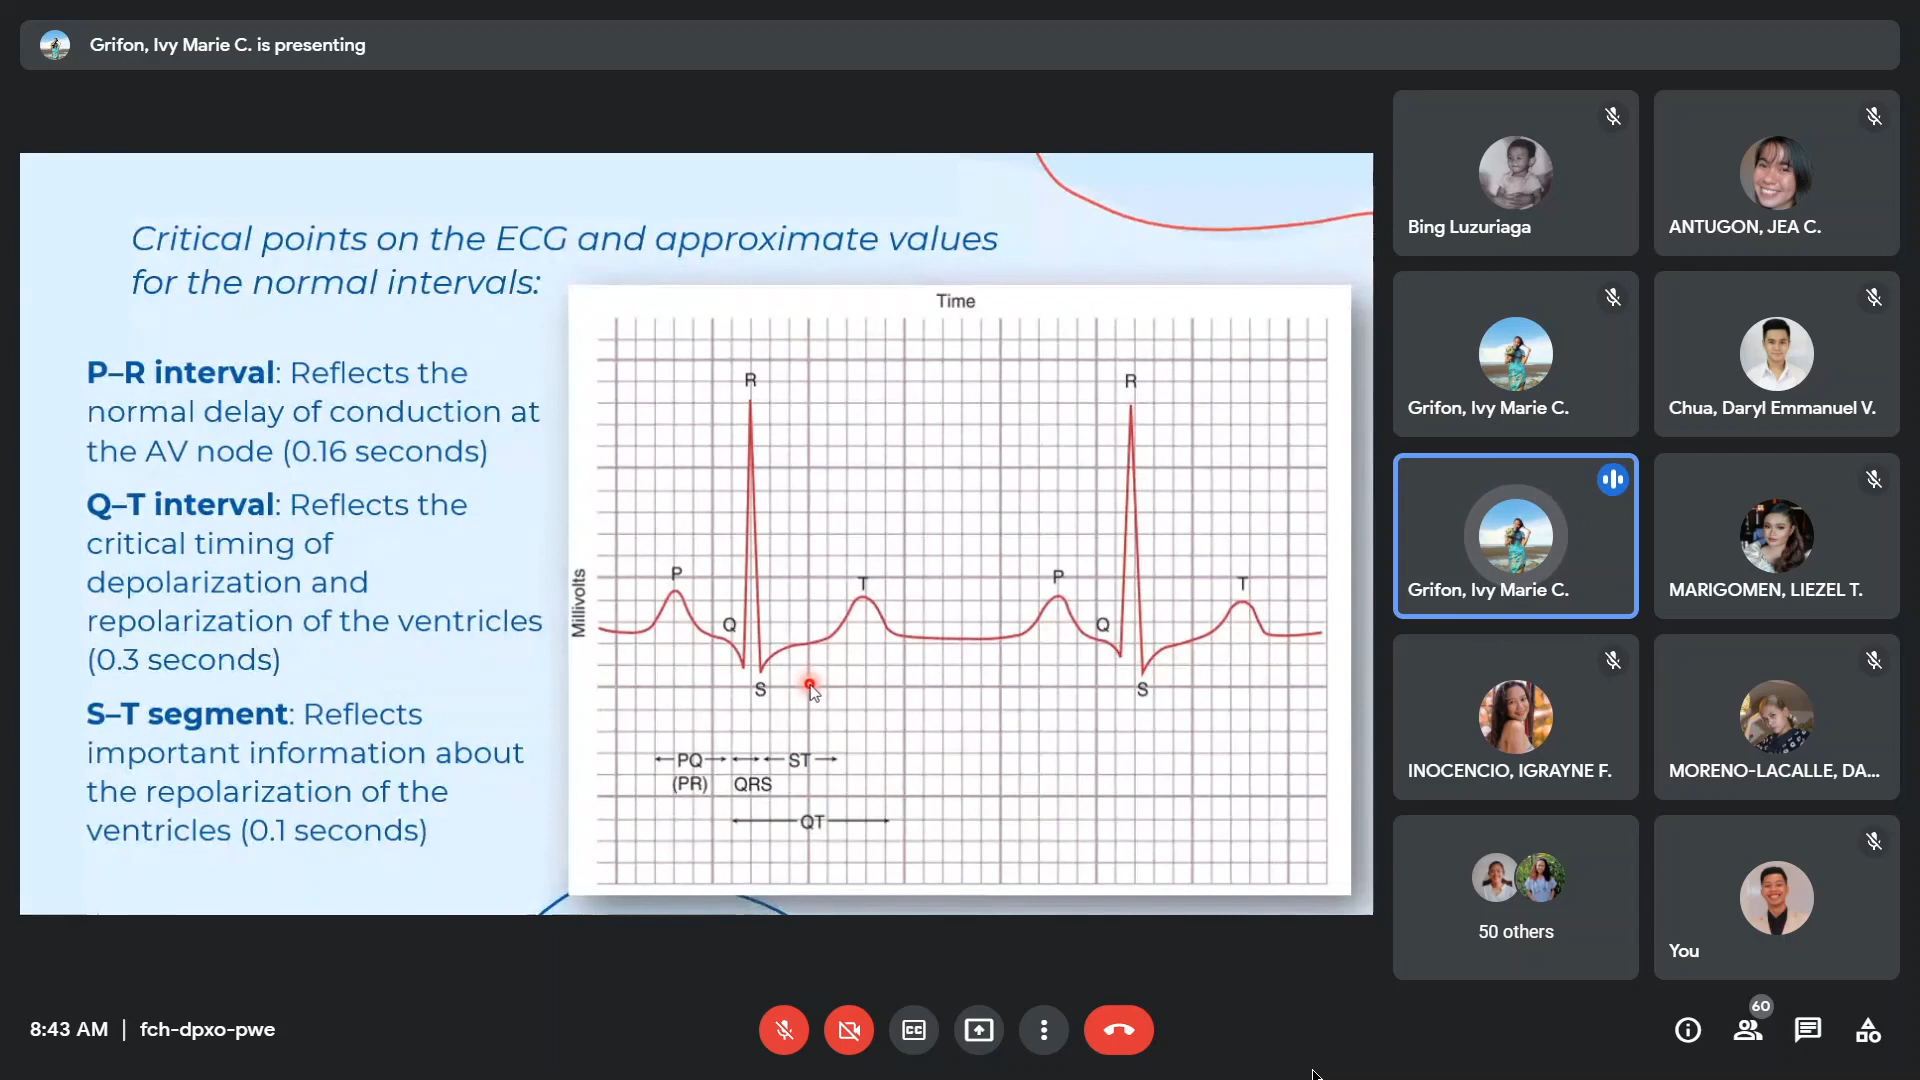 Grifon, Ivy Marie C. is presenting
Critical points on the ECG and approximate values
for the normal intervals:
P–R interval: Reflects the
normal delay of conduction at
the AV node (0.16 seconds)
Q–T interval: Reflects the
critical timing of
depolarization and
repolarization of the ventricles
(0.3 seconds)
S–T segment: Reflects
important information about
the repolarization of the
ventricles (0.1 seconds)
Time
Millivolts
R
R
P
T
P
T
Q
Q
S
S
PQ
ST
(PR)
QRS
QT
Bing Luzuriaga
ANTUGON, JEA C.
Grifon, Ivy Marie C.
Chua, Daryl Emmanuel V.
Grifon, Ivy Marie C.
MARIGOMEN, LIEZEL T.
INOCENCIO, IGRAYNE F.
MORENO-LACALLE, DA...
50 others
You
8:43 AM | fch-dpxo-pwe
CC
60